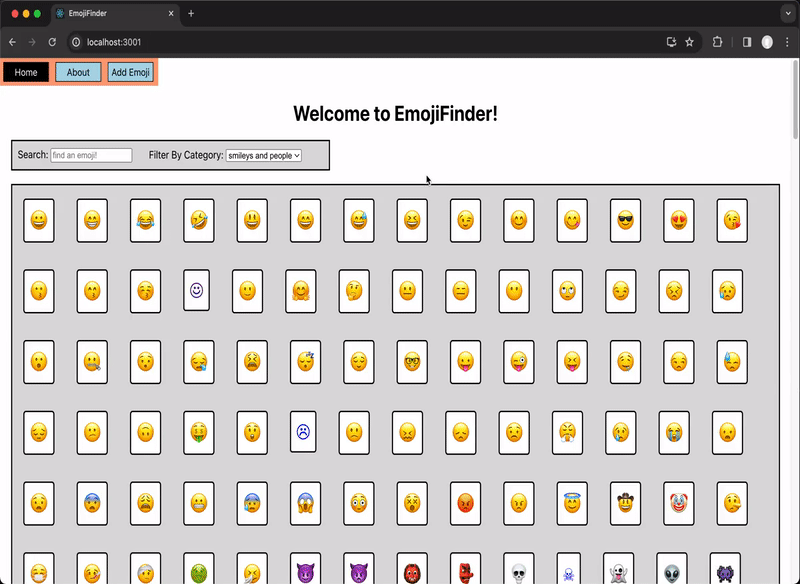 EmojiFinder
localhost:3001
Home About Add Emoji
Welcome to EmojiFinder!
Search: find an emoji! Filter By Category: smileys and people